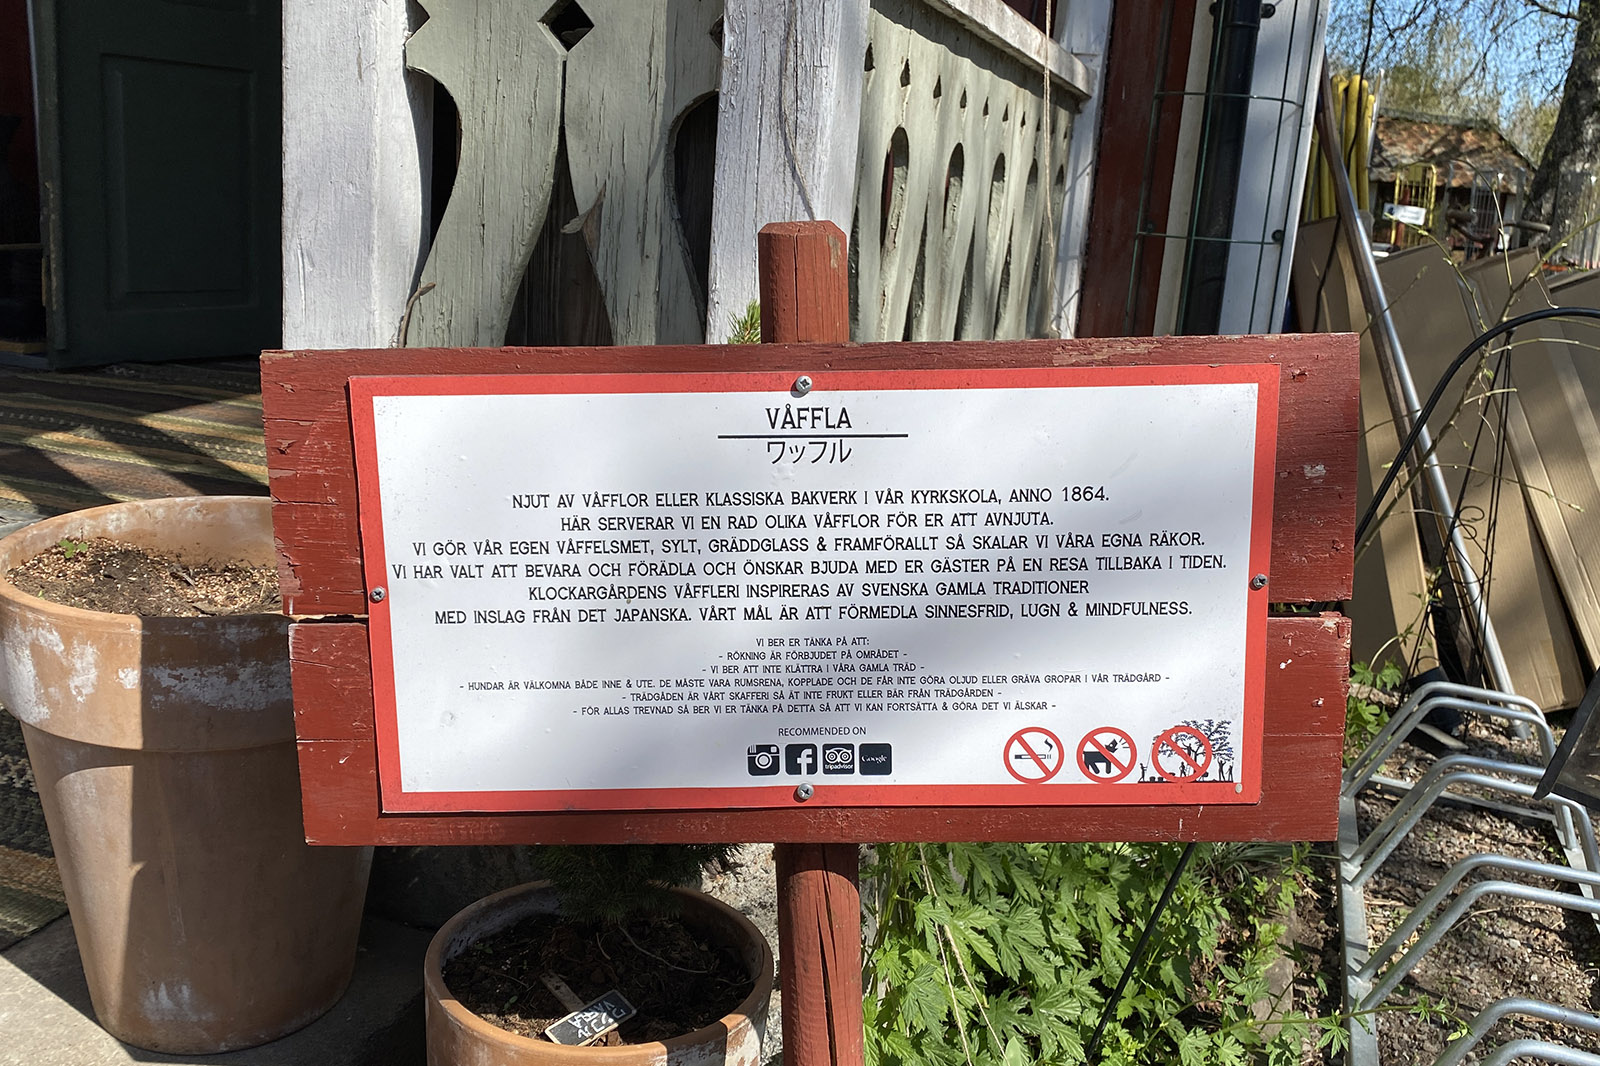 VÅFFLA
ワッフル
NJUT AV VÅFFLOR ELLER KLASSISKA BAKVERK I VÅR KYRKSKOLA, ANNO 1864.
HÄR SERVERAR VI EN RAD OLIKA VÅFFLOR FÖR ER ATT AVNJUTA.
VI GÖR VÅR EGEN VÅFFELSMET, SYLT, GRÄDDGLASS & FRAMFÖRALLT SÅ SKALAR VI VÅRA EGNA RÄKOR.
VI HAR VALT ATT BEVARA OCH FÖRÄDLA OCH ÖNSKAR BJUDA MED ER GÄSTER PÅ EN RESA TILLBAKA I TIDEN.
KLOCKARGÅRDENS VÅFFLERI INSPIRERAS AV SVENSKA GAMLA TRADITIONER
MED INSLAG FRÅN DET JAPANSKA. VÅRT MÅL ÄR ATT FÖRMEDLA SINNESFRID, LUGN & MINDFULNESS.
VI BER ER TÄNKA PÅ ATT:
- RÖKNING ÄR FÖRBJUDET PÅ OMRÅDET -
- VI BER ATT INTE KLÄTTRA I VÅRA GAMLA TRÄD -
- HUNDAR ÄR VÄLKOMNA BÅDE INNE & UTE. DE MÅSTE VARA RUMSRENA, KOPPLADE OCH DE FÅR INTE GÖRA OLJUD ELLER GRÄVA GROPAR I VÅR TRÄDGÅRD -
- TRÄDGÅDEN ÄR VÅRT SKAFFERI SÅ ÄT INTE FRUKT ELLER BÄR FRÅN TRÄDGÅRDEN -
- FÖR ALLAS TREVNAD SÅ BER VI ER TÄNKA PÅ DETTA SÅ ATT VI KAN FORTSÄTTA & GÖRA DET VI ÄLSKAR -
RECOMMENDED ON
tripadvisor
Google
ワッフル